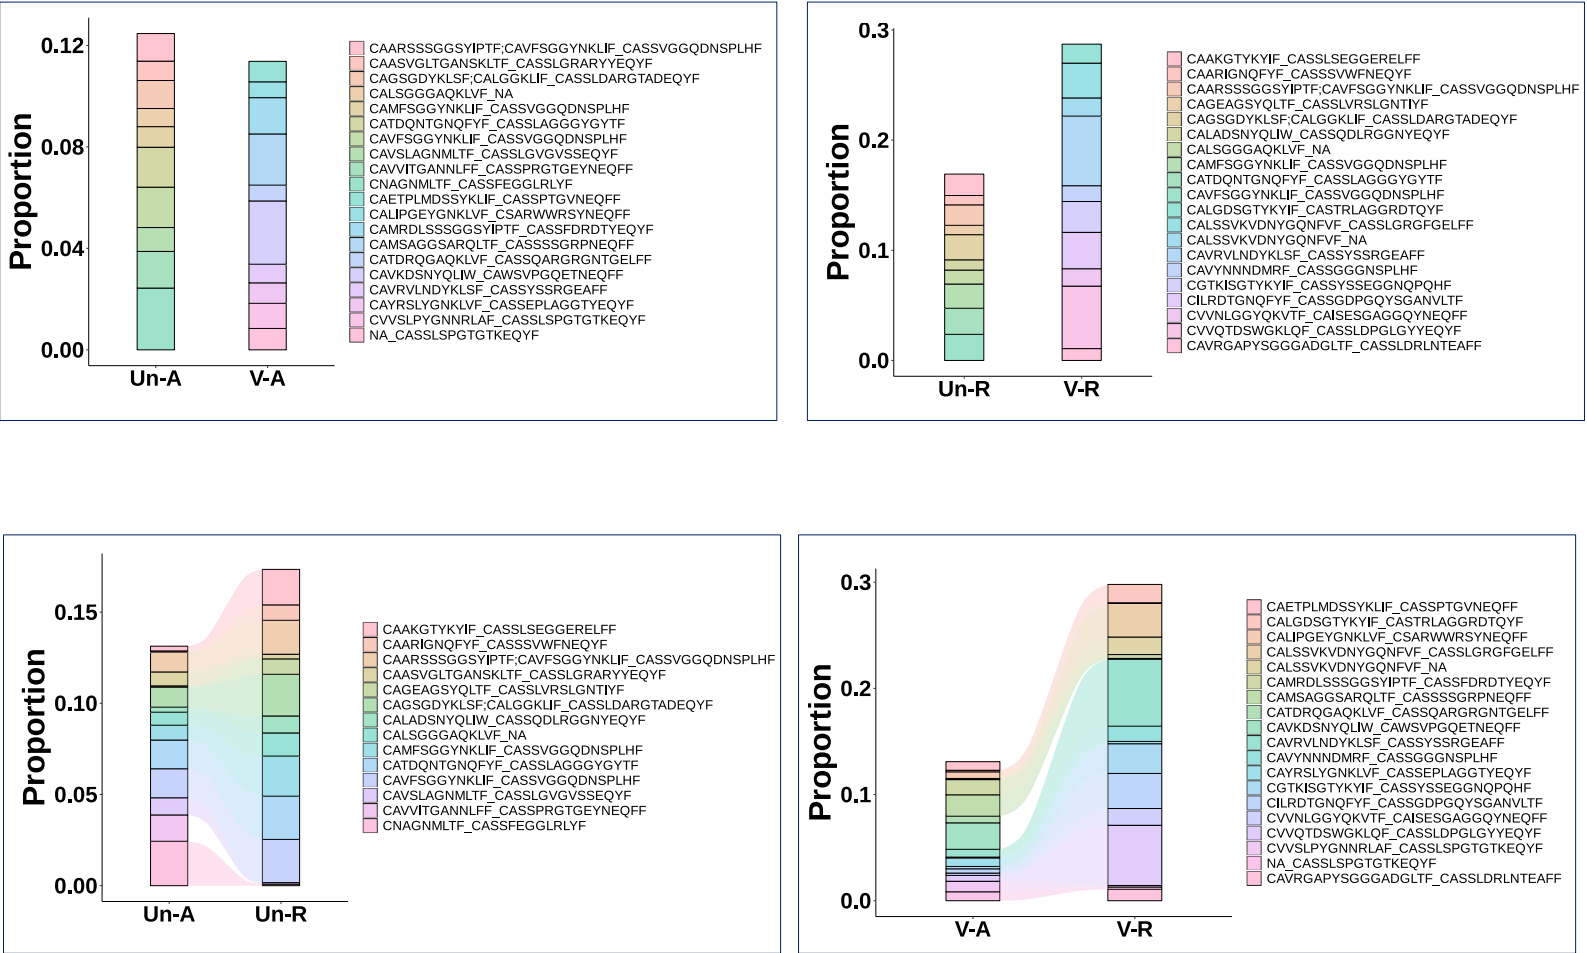 0.12
0.08
0.04
0.00
Proportion
Un-A
V-A
CAARSSSGGSYIPTF;CAVFSGGYNKLIF_CASSVGGQDNSPLHF
CAASVGLTGANSKLTF_CASSLGRARYYEQYF
CAGSGDYKLSF;CALGGKLIF_CASSLDARGTADEQYF
CALSGGGAQKLVF_NA
CAMFSGGYNKLIF_CASSVGGQDNSPLHF
CATDQNTGNQFYF_CASSLAGGGYGYTF
CAVFSGGYNKLIF_CASSVGGQDNSPLHF
CAVSLAGNMLTF_CASSLGVGVSSEQYF
CAVVITGANNLFF_CASSPRGTGEYNEQFF
CNAGNMLTF_CASSFEGGLRLYF
CAETPLMDSSYKLIF_CASSPTGVNEQFF
CALIPGEYGNKLVF_CSARWWRSYNEQFF
CAMRDLSSSGGSYIPTF_CASSFDRDTYEQYF
CAMSAGGSARQLTF_CASSSSGRPNEQFF
CATDRQGAQKLVF_CASSQARGRGNTGELFF
CAVKDSNYQLIW_CAWSVPGQETNEQFF
CAVRVLNDYKLSF_CASSYSSRGEAFF
CAYRSLYGNKLVF_CASSEPLAGGTYEQYF
CVVSLPYGNNRLAF_CASSLSPGTGTKEQYF
NA_CASSLSPGTGTKEQYF
0.3
0.2
0.1
0.0
Proportion
Un-R
V-R
CAAKGTYKYIF_CASSLSEGGERELFF
CAARIGNQFYF_CASSSVWFNEQYF
CAARSSSGGSYIPTF;CAVFSGGYNKLIF_CASSVGGQDNSPLHF
CAGEAGSYQLTF_CASSLVRSLGNTIYF
CAGSGDYKLSF;CALGGKLIF_CASSLDARGTADEQYF
CALADSNYQLIW_CASSQDLRGGNYEQYF
CALSGGGAQKLVF_NA
CAMFSGGYNKLIF_CASSVGGQDNSPLHF
CATDQNTGNQFYF_CASSLAGGGYGYTF
CAVFSGGYNKLIF_CASSVGGQDNSPLHF
CALGDSGTYKYIF_CASTRLAGGRDTQYF
CALSSVKVDNYGQNFVF_CASSLGRGFGELFF
CALSSVKVDNYGQNFVF_NA
CAVRVLNDYKLSF_CASSYSSRGEAFF
CAVYNNNDMRF_CASSGGGNSPLHF
CGTKISGTYKYIF_CASSYSSEGGNQPQHF
CILRDTGNQFYF_CASSGDPGQYSGANVLTF
CVVNLGGYQKVTF_CAISESGAGGQYNEQFF
CVVQTDSWGKLQF_CASSLDPGLGYYEQYF
CAVRGAPYSGGGADGLTF_CASSLDRLNTEAFF
0.15
0.10
0.05
0.00
Proportion
Un-A
Un-R
CAAKGTYKYIF_CASSLSEGGERELFF
CAARIGNQFYF_CASSSVWFNEQYF
CAARSSSGGSYIPTF;CAVFSGGYNKLIF_CASSVGGQDNSPLHF
CAASVGLTGANSKLTF_CASSLGRARYYEQYF
CAGEAGSYQLTF_CASSLVRSLGNTIYF
CAGSGDYKLSF;CALGGKLIF_CASSLDARGTADEQYF
CALADSNYQLIW_CASSQDLRGGNYEQYF
CALSGGGAQKLVF_NA
CAMFSGGYNKLIF_CASSVGGQDNSPLHF
CATDQNTGNQFYF_CASSLAGGGYGYTF
CAVFSGGYNKLIF_CASSVGGQDNSPLHF
CAVSLAGNMLTF_CASSLGVGVSSEQYF
CAVVITGANNLFF_CASSPRGTGEYNEQFF
CNAGNMLTF_CASSFEGGLRLYF
0.3
0.2
0.1
0.0
Proportion
V-A
V-R
CAETPLMDSSYKLIF_CASSPTGVNEQFF
CALGDSGTYKYIF_CASTRLAGGRDTQYF
CALIPGEYGNKLVF_CSARWWRSYNEQFF
CALSSVKVDNYGQNFVF_CASSLGRGFGELFF
CALSSVKVDNYGQNFVF_NA
CAMRDLSSSGGSYIPTF_CASSFDRDTYEQYF
CAMSAGGSARQLTF_CASSSSGRPNEQFF
CATDRQGAQKLVF_CASSQARGRGNTGELFF
CAVKDSNYQLIW_CAWSVPGQETNEQFF
CAVRVLNDYKLSF_CASSYSSRGEAFF
CAVYNNNDMRF_CASSGGGNSPLHF
CAYRSLYGNKLVF_CASSEPLAGGTYEQYF
CGTKISGTYKYIF_CASSYSSEGGNQPQHF
CILRDTGNQFYF_CASSGDPGQYSGANVLTF
CVVNLGGYQKVTF_CAISESGAGGQYNEQFF
CVVQTDSWGKLQF_CASSLDPGLGYYEQYF
CVVSLPYGNNRLAF_CASSLSPGTGTKEQYF
NA_CASSLSPGTGTKEQYF
CAVRGAPYSGGGADGLTF_CASSLDRLNTEAFF